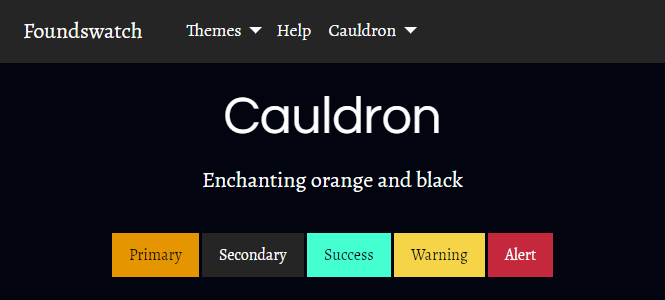 Foundswatch Themes Help Cauldron
Cauldron
Enchanting orange and black
Primary Secondary Success Warning Alert